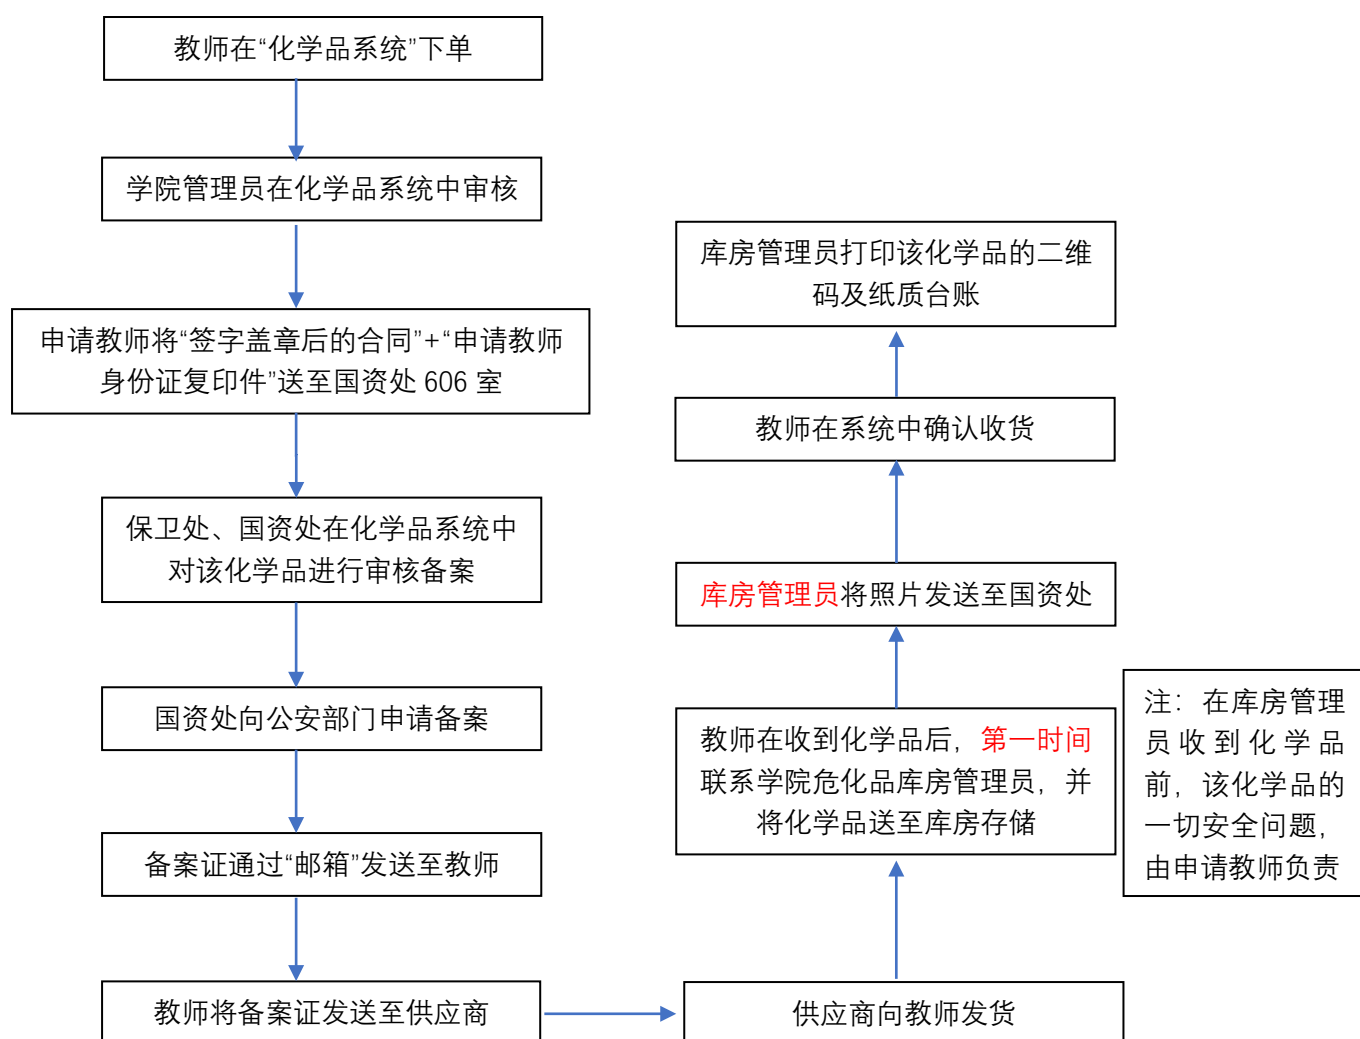 教师在“化学品系统”下单
学院管理员在化学品系统中审核
申请教师将“签字盖章后的合同”+“申请教师
身份证复印件”送至国资处 606 室
保卫处、国资处在化学品系统中
对该化学品进行审核备案
国资处向公安部门申请备案
备案证通过“邮箱”发送至教师
教师将备案证发送至供应商
供应商向教师发货
教师在收到化学品后，第一时间
联系学院危化品库房管理员，并
将化学品送至库房存储
库房管理员将照片发送至国资处
教师在系统中确认收货
库房管理员打印该化学品的二维
码及纸质台账
注：在库房管理
员收到化学品
前，该化学品的
一切安全问题，
由申请教师负责